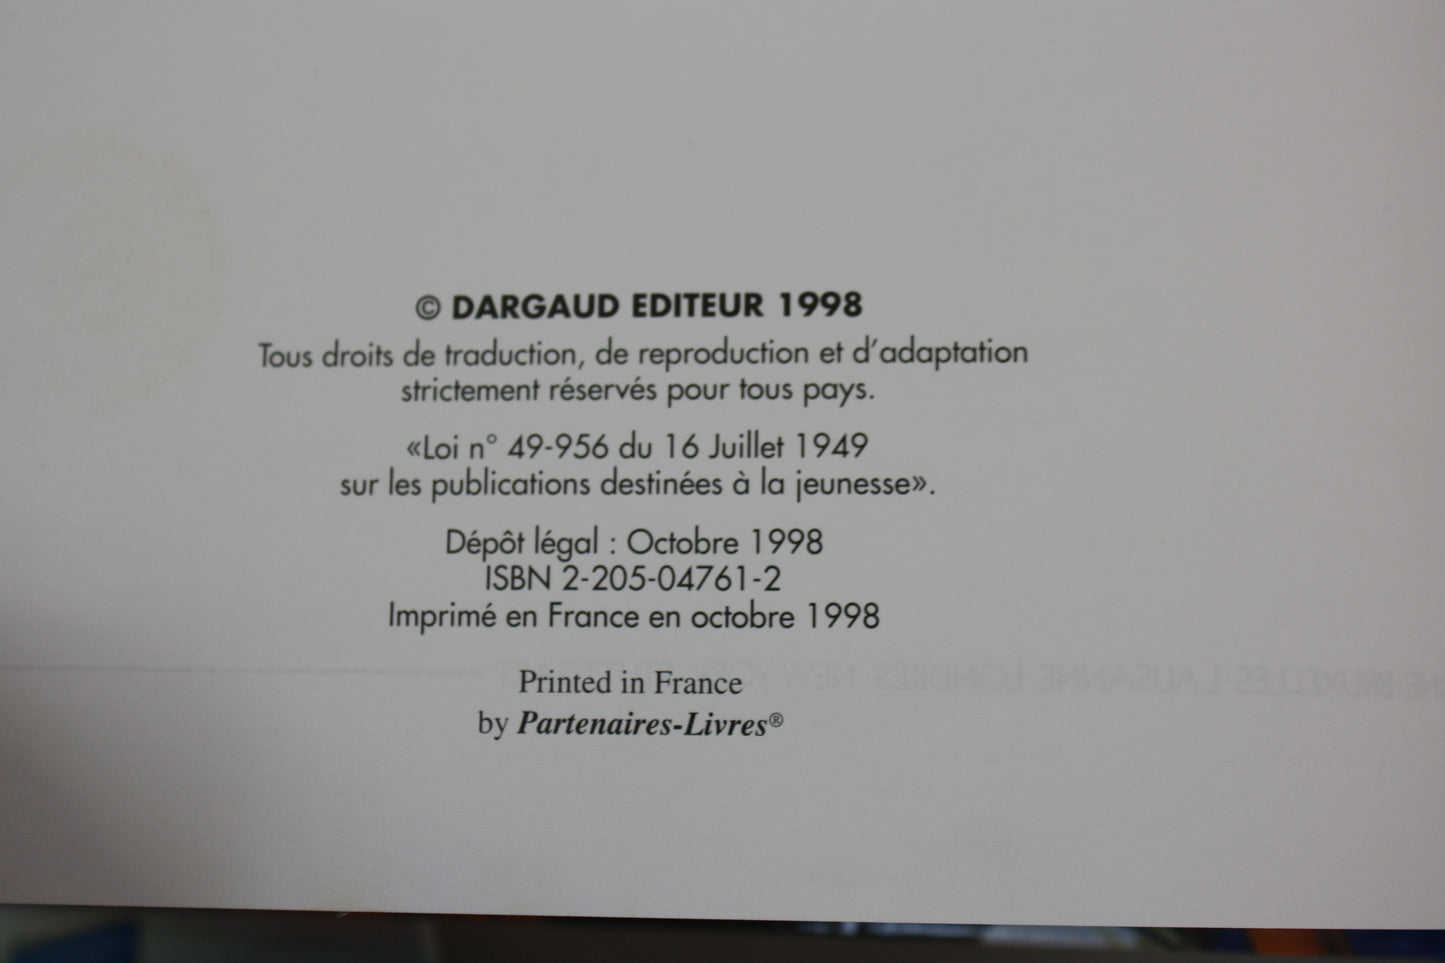 © DARGAUD EDITEUR 1998
Tous droits de traduction, de reproduction et d'adaptation
strictement réservés pour tous pays.
«Loi n° 49-956 du 16 Juillet 1949
sur les publications destinées à la jeunesse».
Dépôt légal : Octobre 1998
ISBN 2-205-04761-2
Imprimé en France en octobre 1998
Printed in France
by Partenaires-Livres®